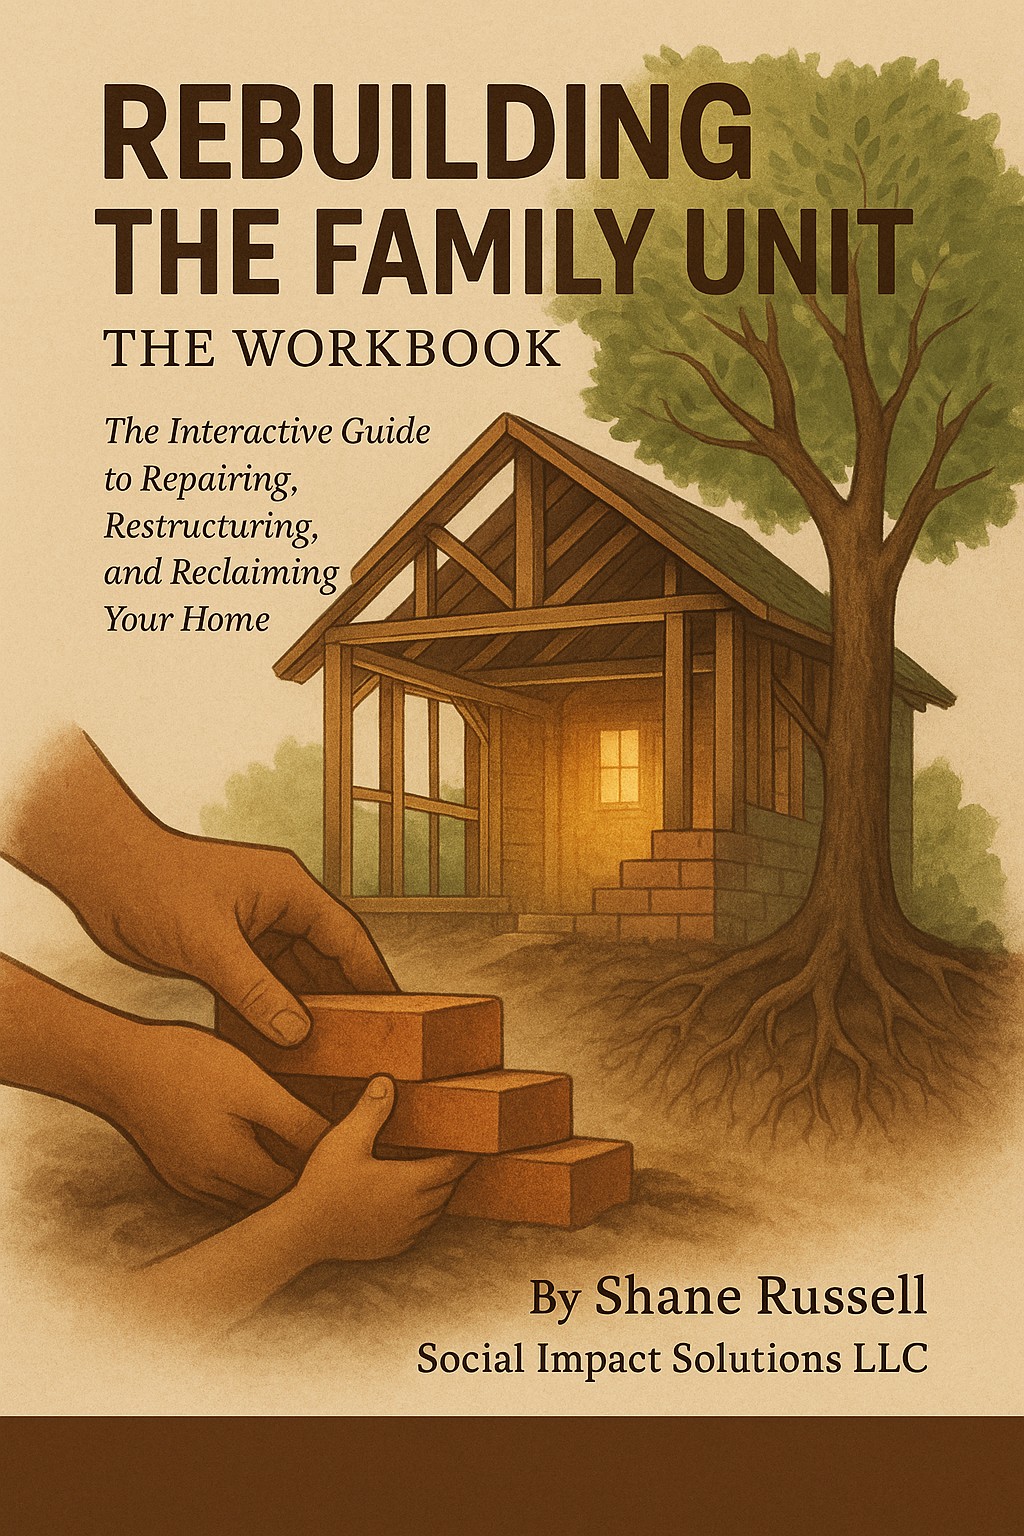 REBUILDING
THE FAMILY UNIT
THE WORKBOOK
The Interactive Guide
to Repairing,
Restructuring,
and Reclaiming
Your Home
By Shane Russell
Social Impact Solutions LLC